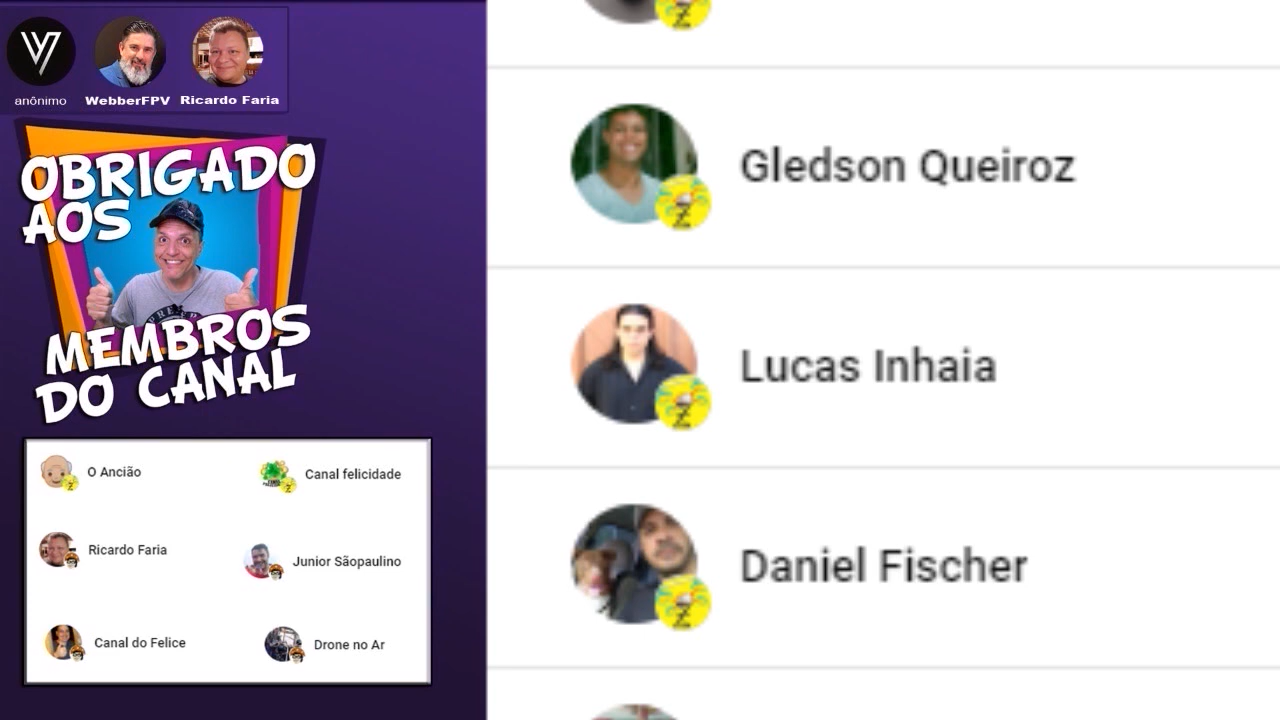 anônimo
WebberFPV
Ricardo Faria
OBRIGADO
AOS
MEMBROS
DO CANAL
O Ancião
Canal felicidade
Ricardo Faria
Junior Sãopaulino
Canal do Felice
Drone no Ar
Gledson Queiroz
Lucas Inhaia
Daniel Fischer